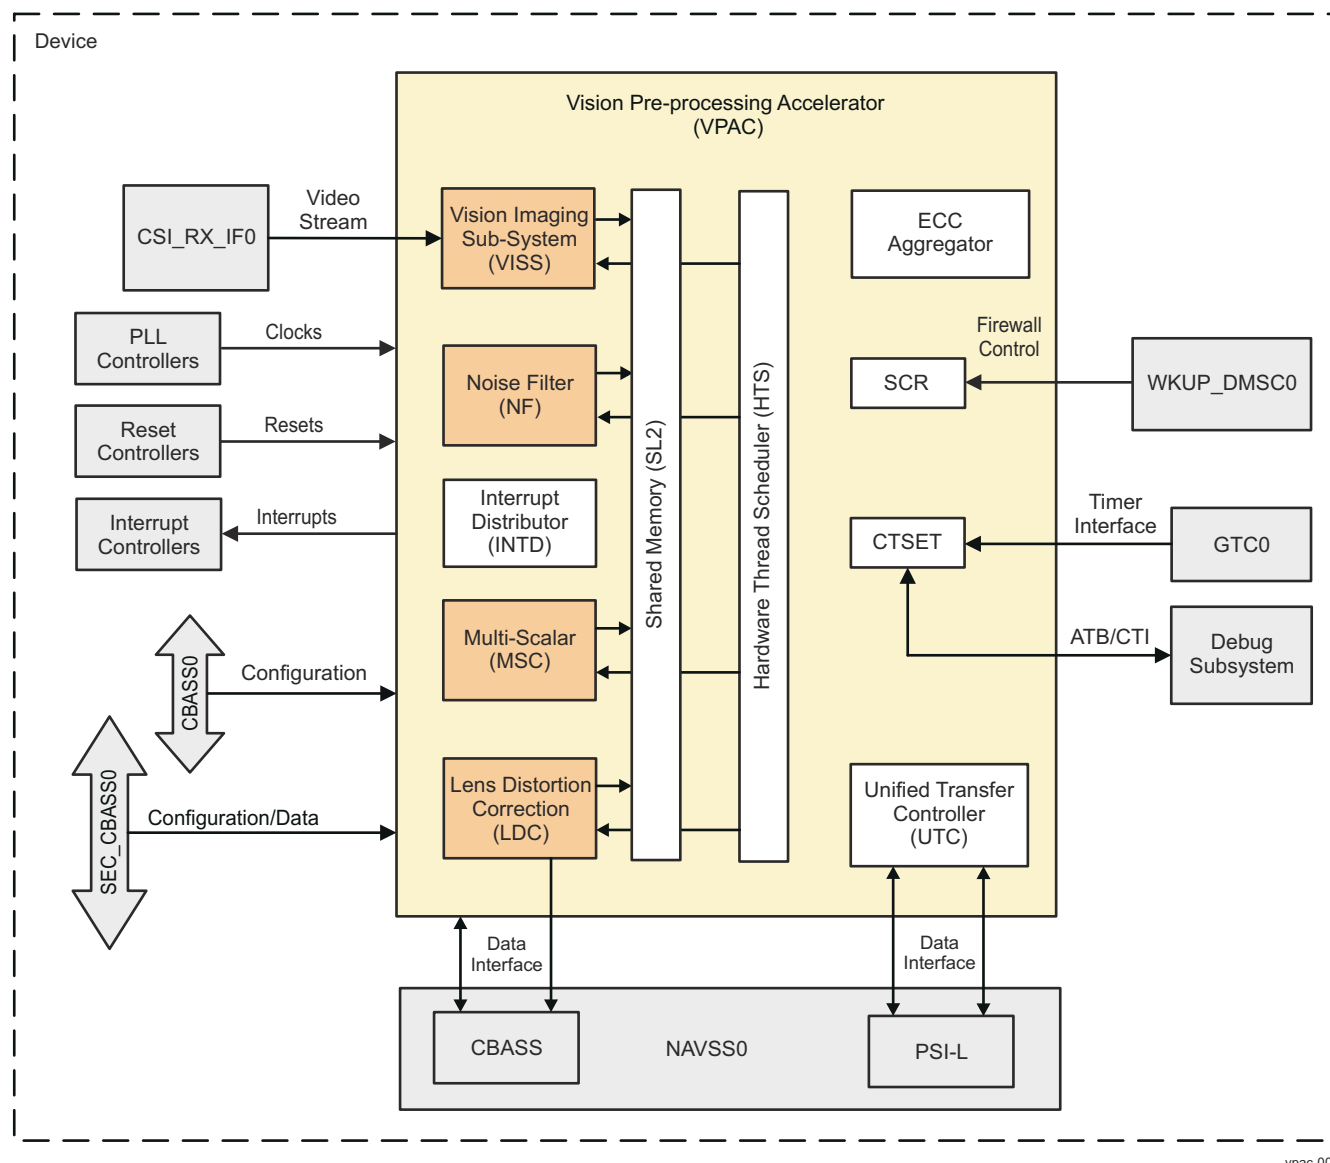 Device
Vision Pre-processing Accelerator
(VPAC)
CSI_RX_IF0
Video
Stream
Vision Imaging
Sub-System
(VISS)
ECC
Aggregator
PLL
Controllers
Clocks
Noise Filter
(NF)
Firewall
Control
SCR
WKUP_DMSC0
Reset
Controllers
Resets
Interrupt
Controllers
Interrupts
Interrupt
Distributor
(INTD)
Shared Memory (SL2)
Hardware Thread Scheduler (HTS)
CTSET
Timer
Interface
GTC0
ATB/CTI
Debug
Subsystem
CBASS0
Configuration
Multi-Scalar
(MSC)
SEC_CBASS0
Configuration/Data
Lens Distortion
Correction
(LDC)
Unified Transfer
Controller
(UTC)
Data
Interface
Data
Interface
CBASS
NAVSS0
PSI-L